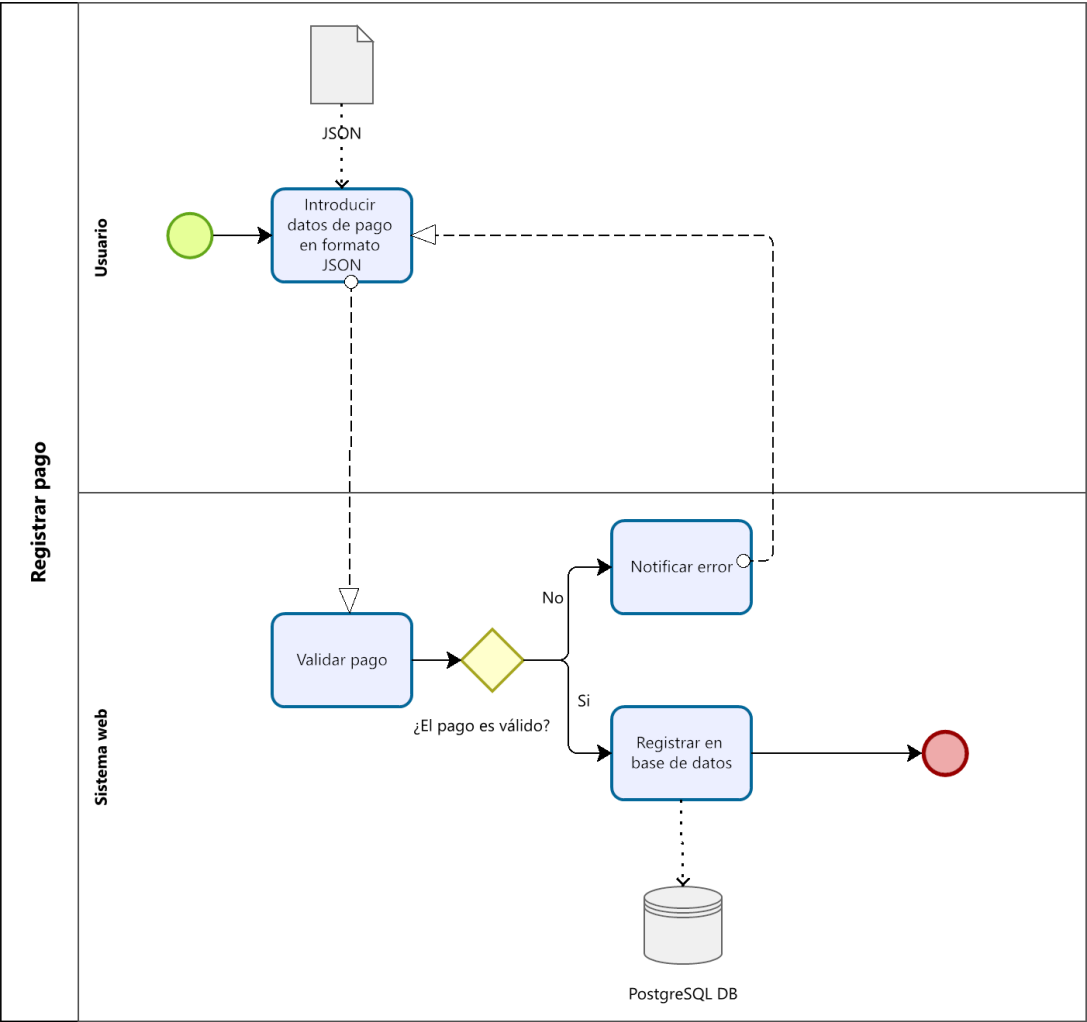 Registrar pago
Usuario
JSON
Introducir
datos de pago
en formato
JSON
Sistema web
Validar pago
¿El pago es válido?
No
Notificar error
Si
Registrar en
base de datos
PostgreSQL DB